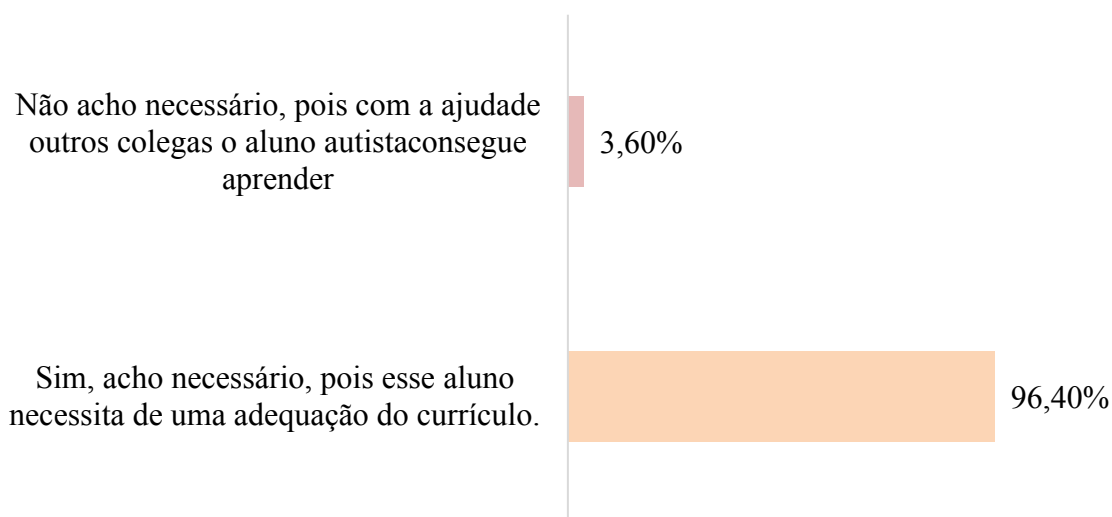 Não acho necessário, pois com a ajudade
outros colegas o aluno autistaconsegue
aprender
3,60%
Sim, acho necessário, pois esse aluno
necessita de uma adequação do currículo.
96,40%